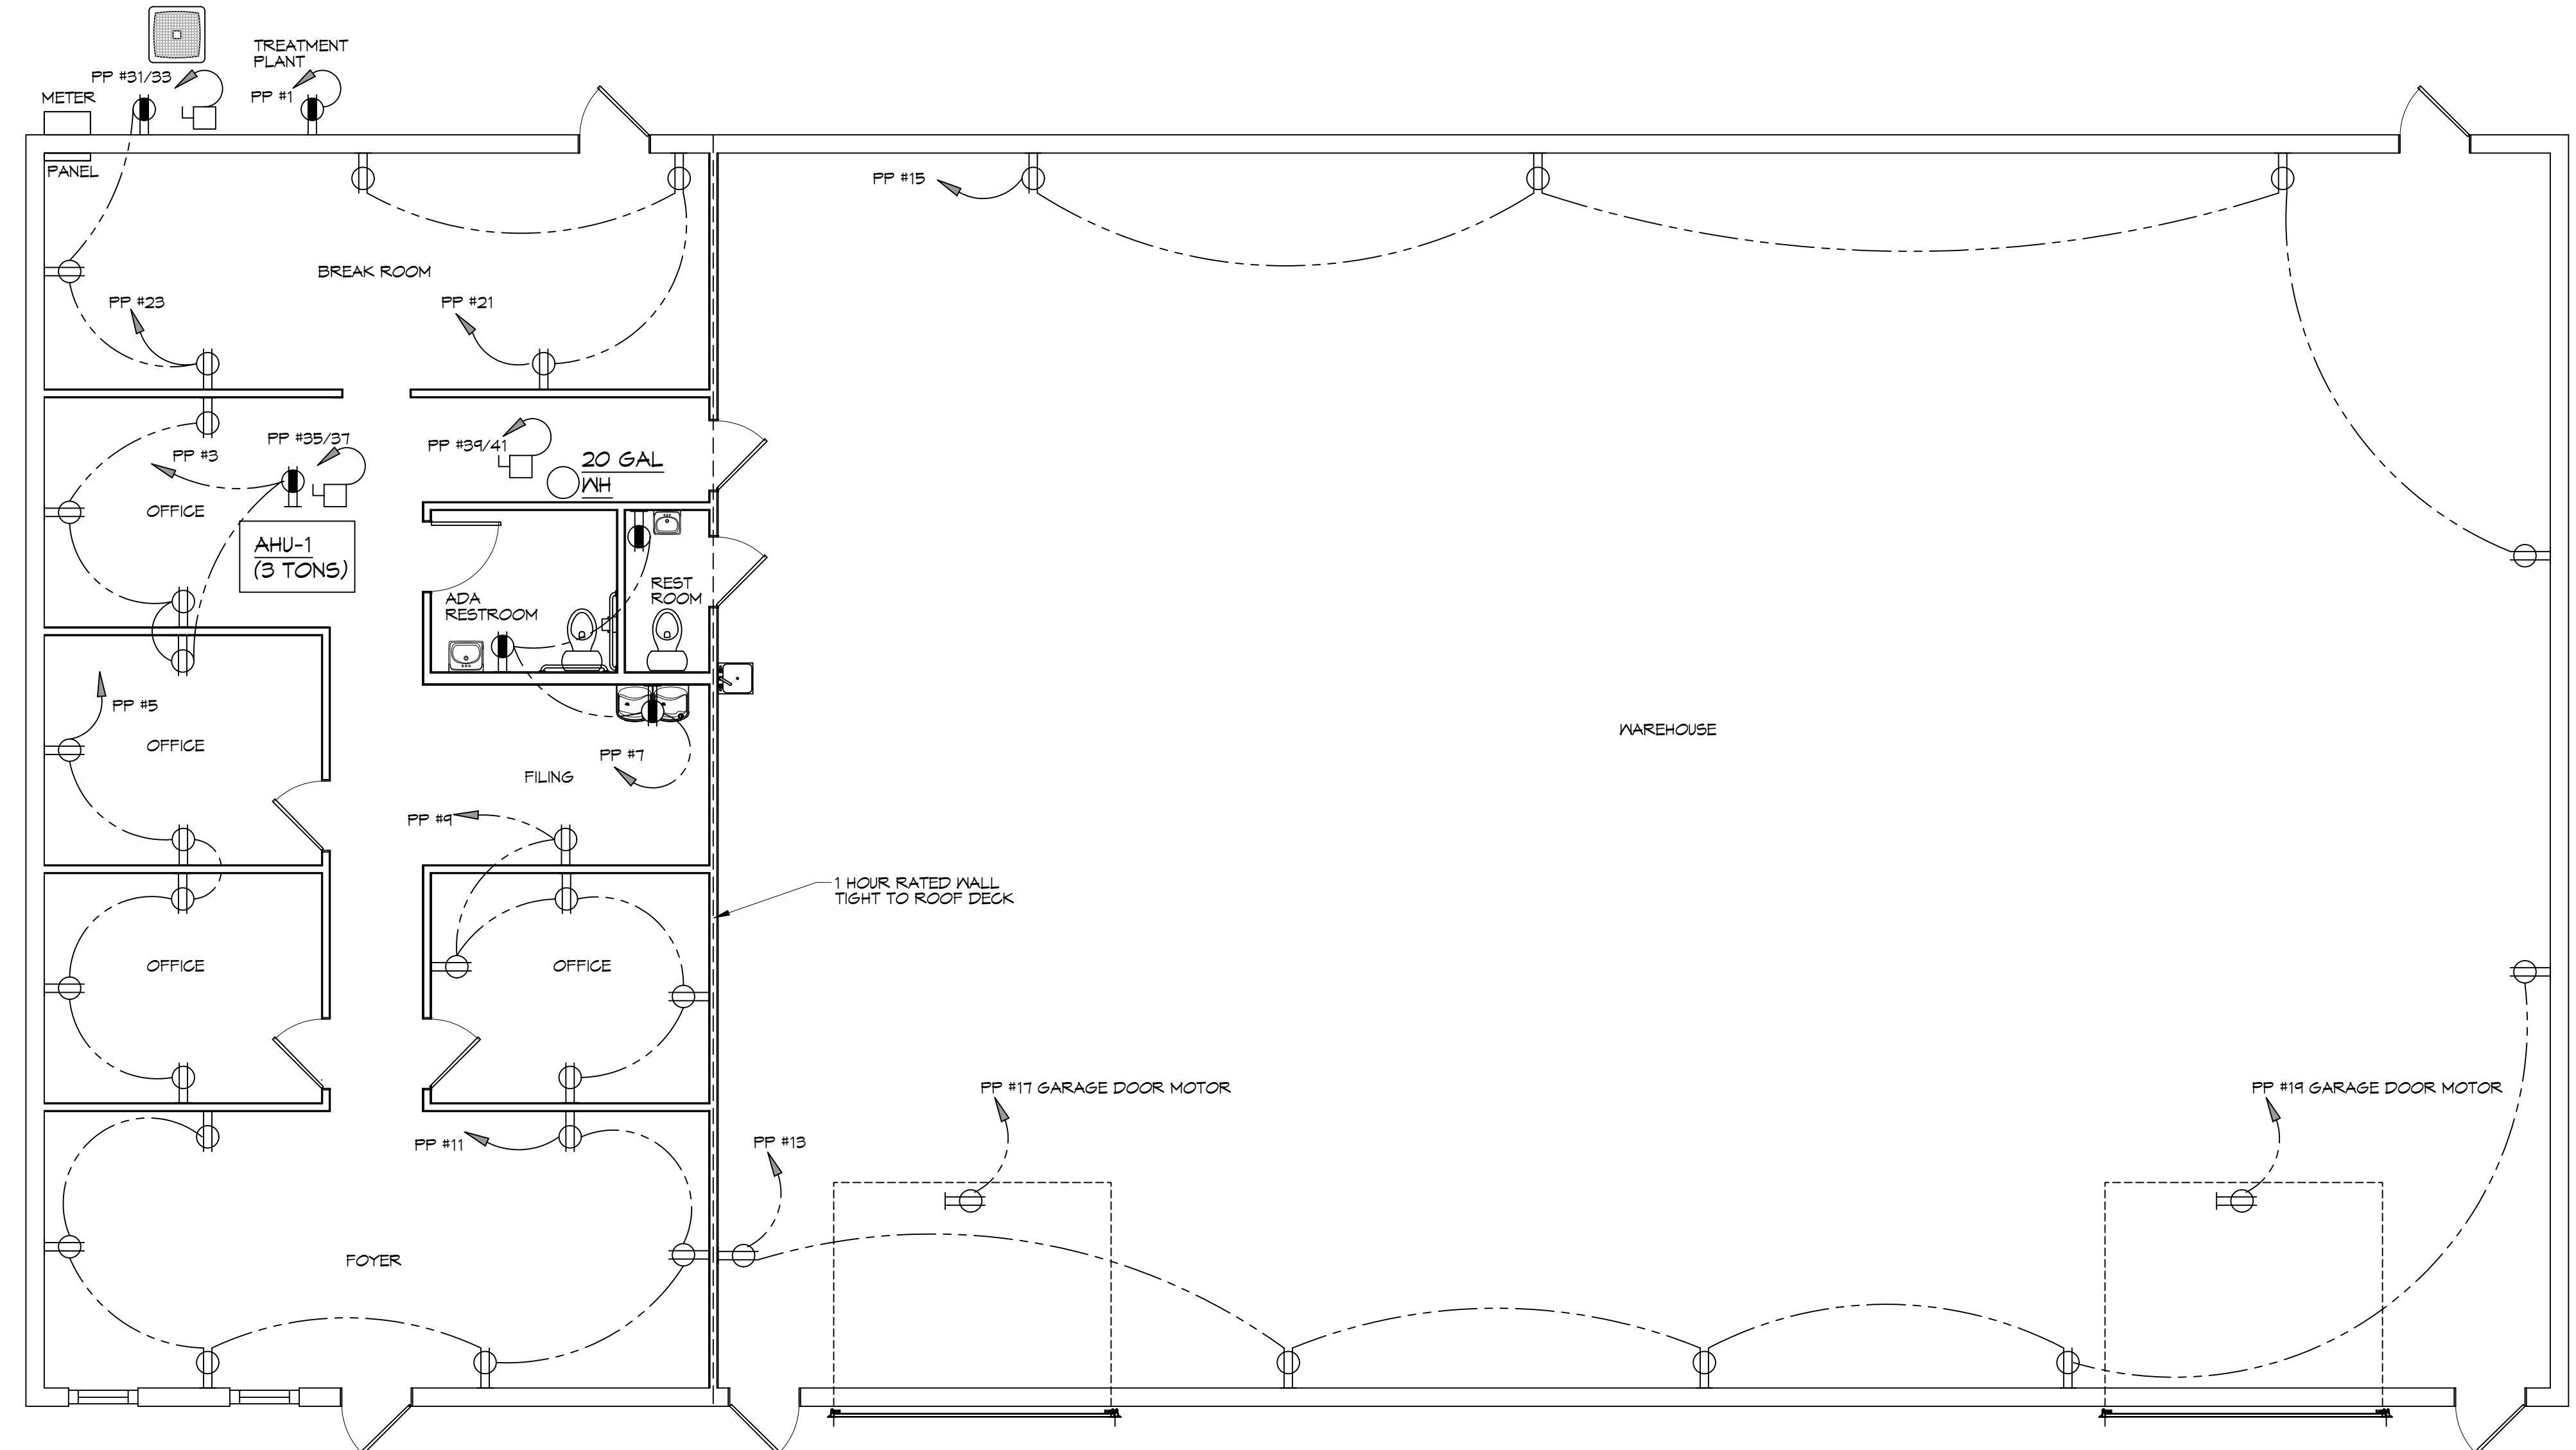 TREATMENT
PLANT
PP #31/33
PP #1
METER
PANEL
PP #15
BREAK ROOM
PP #23
PP #21
PP #35/37
PP #39/41
PP #3
20 GAL
WH
OFFICE
AHU-1
(3 TONS)
REST
ROOM
ADA
RESTROOM
PP #5
WAREHOUSE
OFFICE
PP #7
FILING
PP #9
1 HOUR RATED WALL
TIGHT TO ROOF DECK
OFFICE
OFFICE
PP #17 GARAGE DOOR MOTOR
PP #19 GARAGE DOOR MOTOR
PP #11
PP #13
FOYER